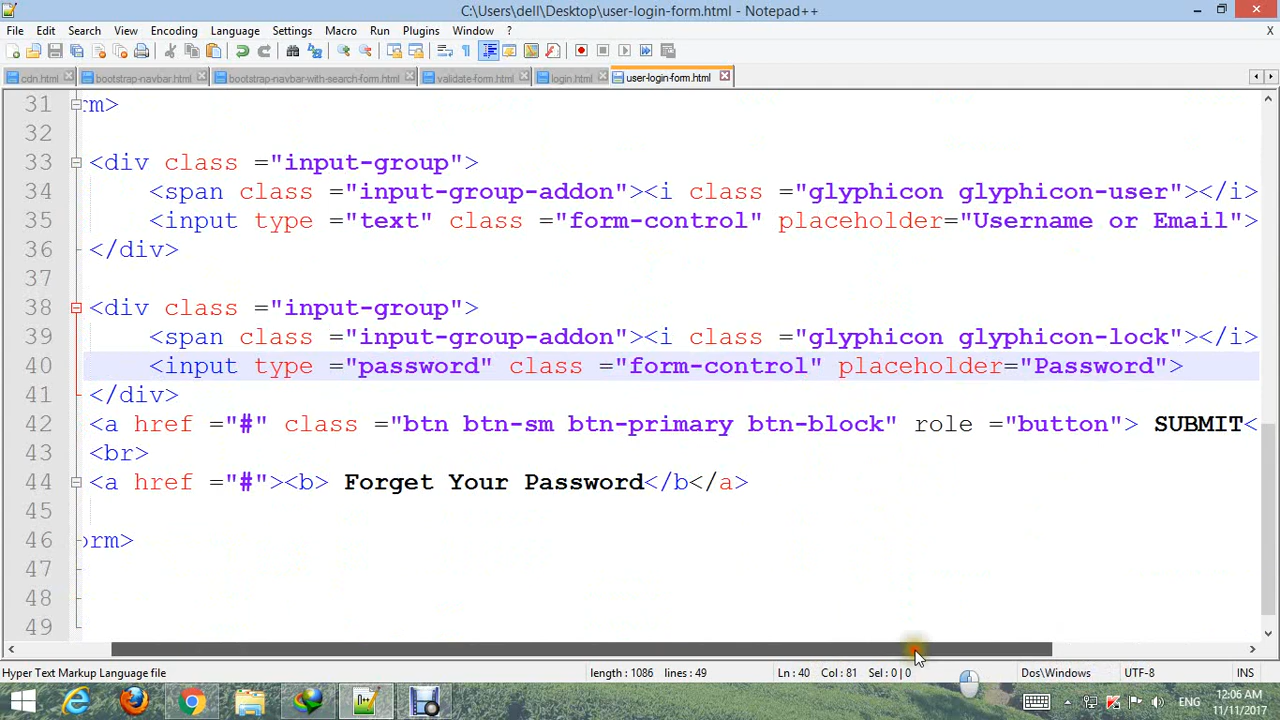 C:\Users\dell\Desktop\user-login-form.html - Notepad++
File Edit Search View Encoding Language Settings Macro Run Plugins Window ? X
cdn.html bootstrap-navbar.html bootstrap-navbar-with-search-form.html validate-form.html login.html user-login-form.html
31 rm>
32
33 <div class ="input-group">
34 <span class ="input-group-addon"><i class ="glyphicon glyphicon-user"></i>
35 <input type ="text" class ="form-control" placeholder="Username or Email">
36 </div>
37
38 <div class ="input-group">
39 <span class ="input-group-addon"><i class ="glyphicon glyphicon-lock"></i>
40 <input type ="password" class ="form-control" placeholder="Password">
41 </div>
42 <a href ="#" class ="btn btn-sm btn-primary btn-block" role ="button"> SUBMIT<
43 <br>
44 <a href ="#"><b> Forget Your Password</b</a>
45
46 orm>
47
48
49
Hyper Text Markup Language file length : 1086 lines : 49 Ln : 40 Col : 81 Sel : 0 | 0 Dos\Windows UTF-8 INS
ENG 12:06 AM
11/11/2017